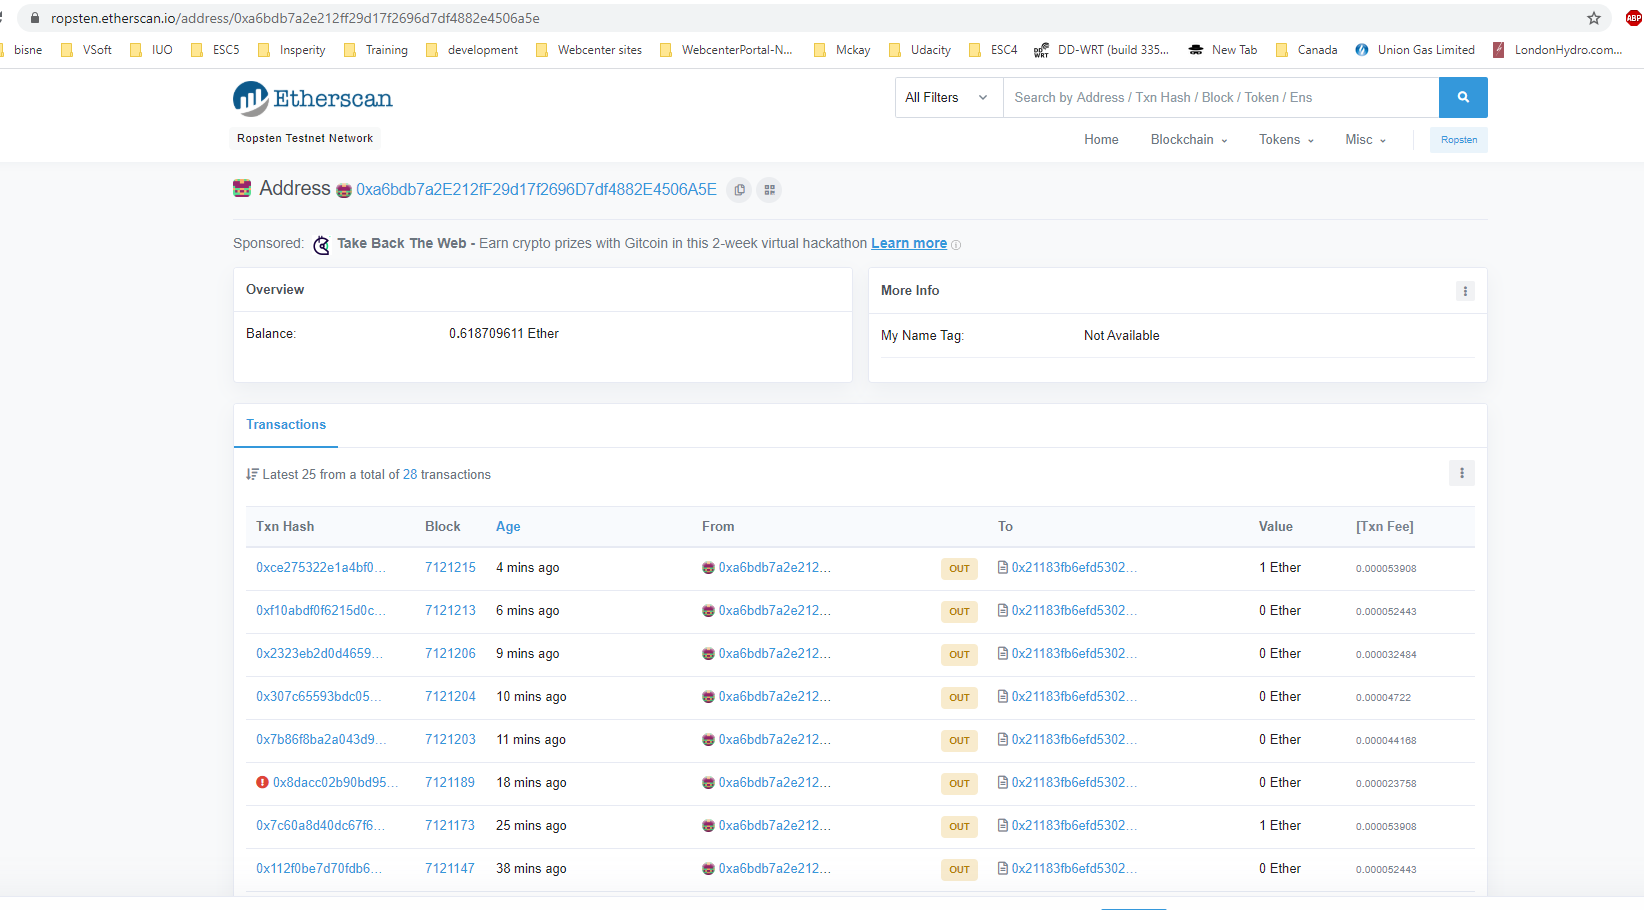 ropsten.etherscan.io/address/0xa6bdb7a2e212ff29d17f2696d7df4882e4506a5e
ABP
bisne VSoft IUO ESC5 Insperity Training development Webcenter sites WebcenterPortal-N... Mckay Udacity ESC4 DD-WRT (build 335... New Tab Canada Union Gas Limited LondonHydro.com...
Etherscan
All Filters Search by Address / Txn Hash / Block / Token / Ens
Ropsten Testnet Network
Home Blockchain Tokens Misc Ropsten
Address 0xa6bdb7a2E212fF29d17f2696D7df4882E4506A5E
Sponsored: Take Back The Web - Earn crypto prizes with Gitcoin in this 2-week virtual hackathon Learn more
Overview
Balance: 0.618709611 Ether
More Info
My Name Tag: Not Available
Transactions
Latest 25 from a total of 28 transactions
Txn Hash Block Age From To Value [Txn Fee]
0xce275322e1a4bf0... 7121215 4 mins ago 0xa6bdb7a2e212... OUT 0x21183fb6efd5302... 1 Ether 0.000053908
0xf10abdf0f6215d0c... 7121213 6 mins ago 0xa6bdb7a2e212... OUT 0x21183fb6efd5302... 0 Ether 0.000052443
0x2323eb2d0d4659... 7121206 9 mins ago 0xa6bdb7a2e212... OUT 0x21183fb6efd5302... 0 Ether 0.000032484
0x307c65593bdc05... 7121204 10 mins ago 0xa6bdb7a2e212... OUT 0x21183fb6efd5302... 0 Ether 0.00004722
0x7b86f8ba2a043d9... 7121203 11 mins ago 0xa6bdb7a2e212... OUT 0x21183fb6efd5302... 0 Ether 0.000044168
0x8dacc02b90bd95... 7121189 18 mins ago 0xa6bdb7a2e212... OUT 0x21183fb6efd5302... 0 Ether 0.000023758
0x7c60a8d40dc67f6... 7121173 25 mins ago 0xa6bdb7a2e212... OUT 0x21183fb6efd5302... 1 Ether 0.000053908
0x112f0be7d70fdb6... 7121147 38 mins ago 0xa6bdb7a2e212... OUT 0x21183fb6efd5302... 0 Ether 0.000052443